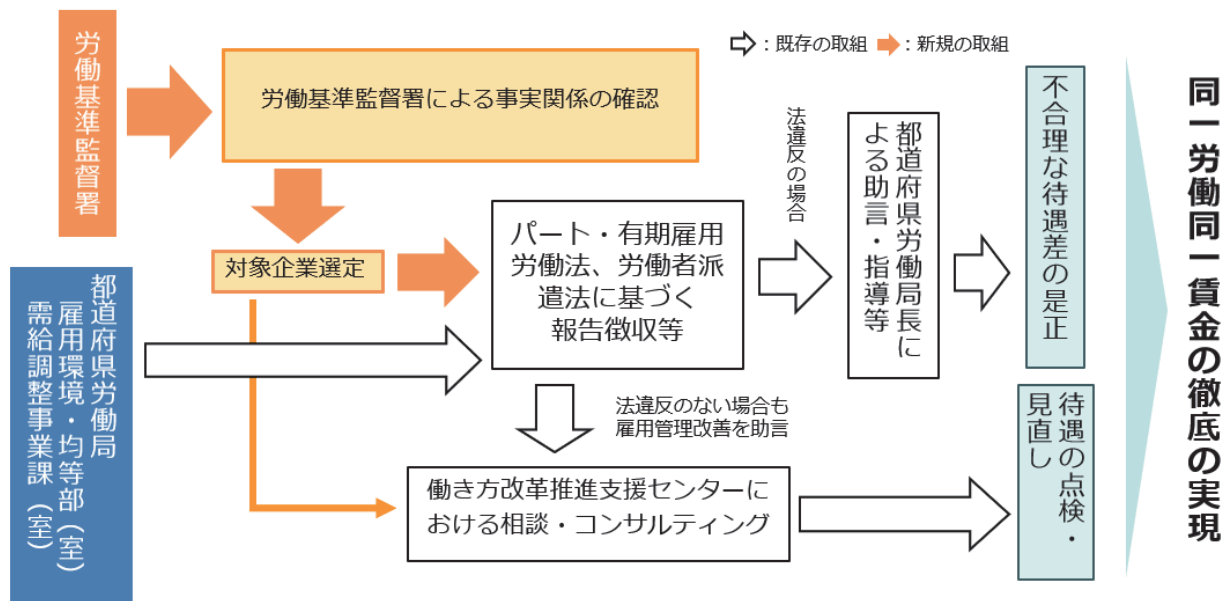 労働基準監督署
⇨：既存の取組 ➡：新規の取組
労働基準監督署による事実関係の確認
対象企業選定
パート・有期雇用
労働法、労働者派
遣法に基づく
報告徴収等
法違反の場合
都道府県労働局長に
よる助言・指導等
不合理な待遇差の是正
都道府県労働局
雇用環境・均等部（室）
需給調整事業課（室）
法違反のない場合も
雇用管理改善を助言
働き方改革推進支援センターに
おける相談・コンサルティング
待遇の点検・
見直し
同一労働同一賃金の徹底の実現